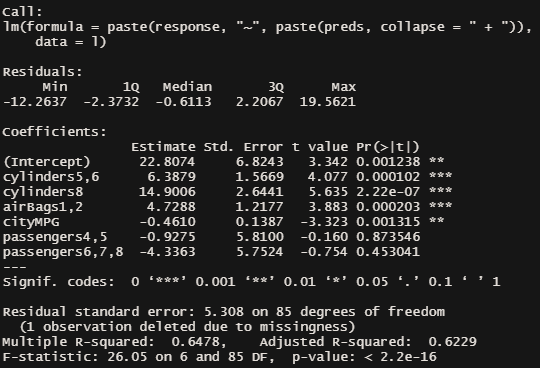 Call:
lm(formula = paste(response, "~", paste(preds, collapse = " + ")),
    data = l)
Residuals:
     Min       1Q   Median       3Q      Max
-12.2637  -2.3732  -0.6113   2.2067  19.5621
Coefficients:
                Estimate Std. Error t value Pr(>|t|)
(Intercept)      22.8074     6.8243   3.342 0.001238 **
cylinders5,6      6.3879     1.5669   4.077 0.000102 ***
cylinders8       14.9006     2.6441   5.635 2.22e-07 ***
airBags1,2        4.7288     1.2177   3.883 0.000203 ***
cityMPG          -0.4610     0.1387  -3.323 0.001315 **
passengers4,5    -0.9275     5.8100  -0.160 0.873546
passengers6,7,8  -4.3363     5.7524  -0.754 0.453041
---
Signif. codes:  0 ‘***’ 0.001 ‘**’ 0.01 ‘*’ 0.05 ‘.’ 0.1 ‘ ’ 1
Residual standard error: 5.308 on 85 degrees of freedom
  (1 observation deleted due to missingness)
Multiple R-squared:  0.6478,    Adjusted R-squared:  0.6229
F-statistic: 26.05 on 6 and 85 DF,  p-value: < 2.2e-16